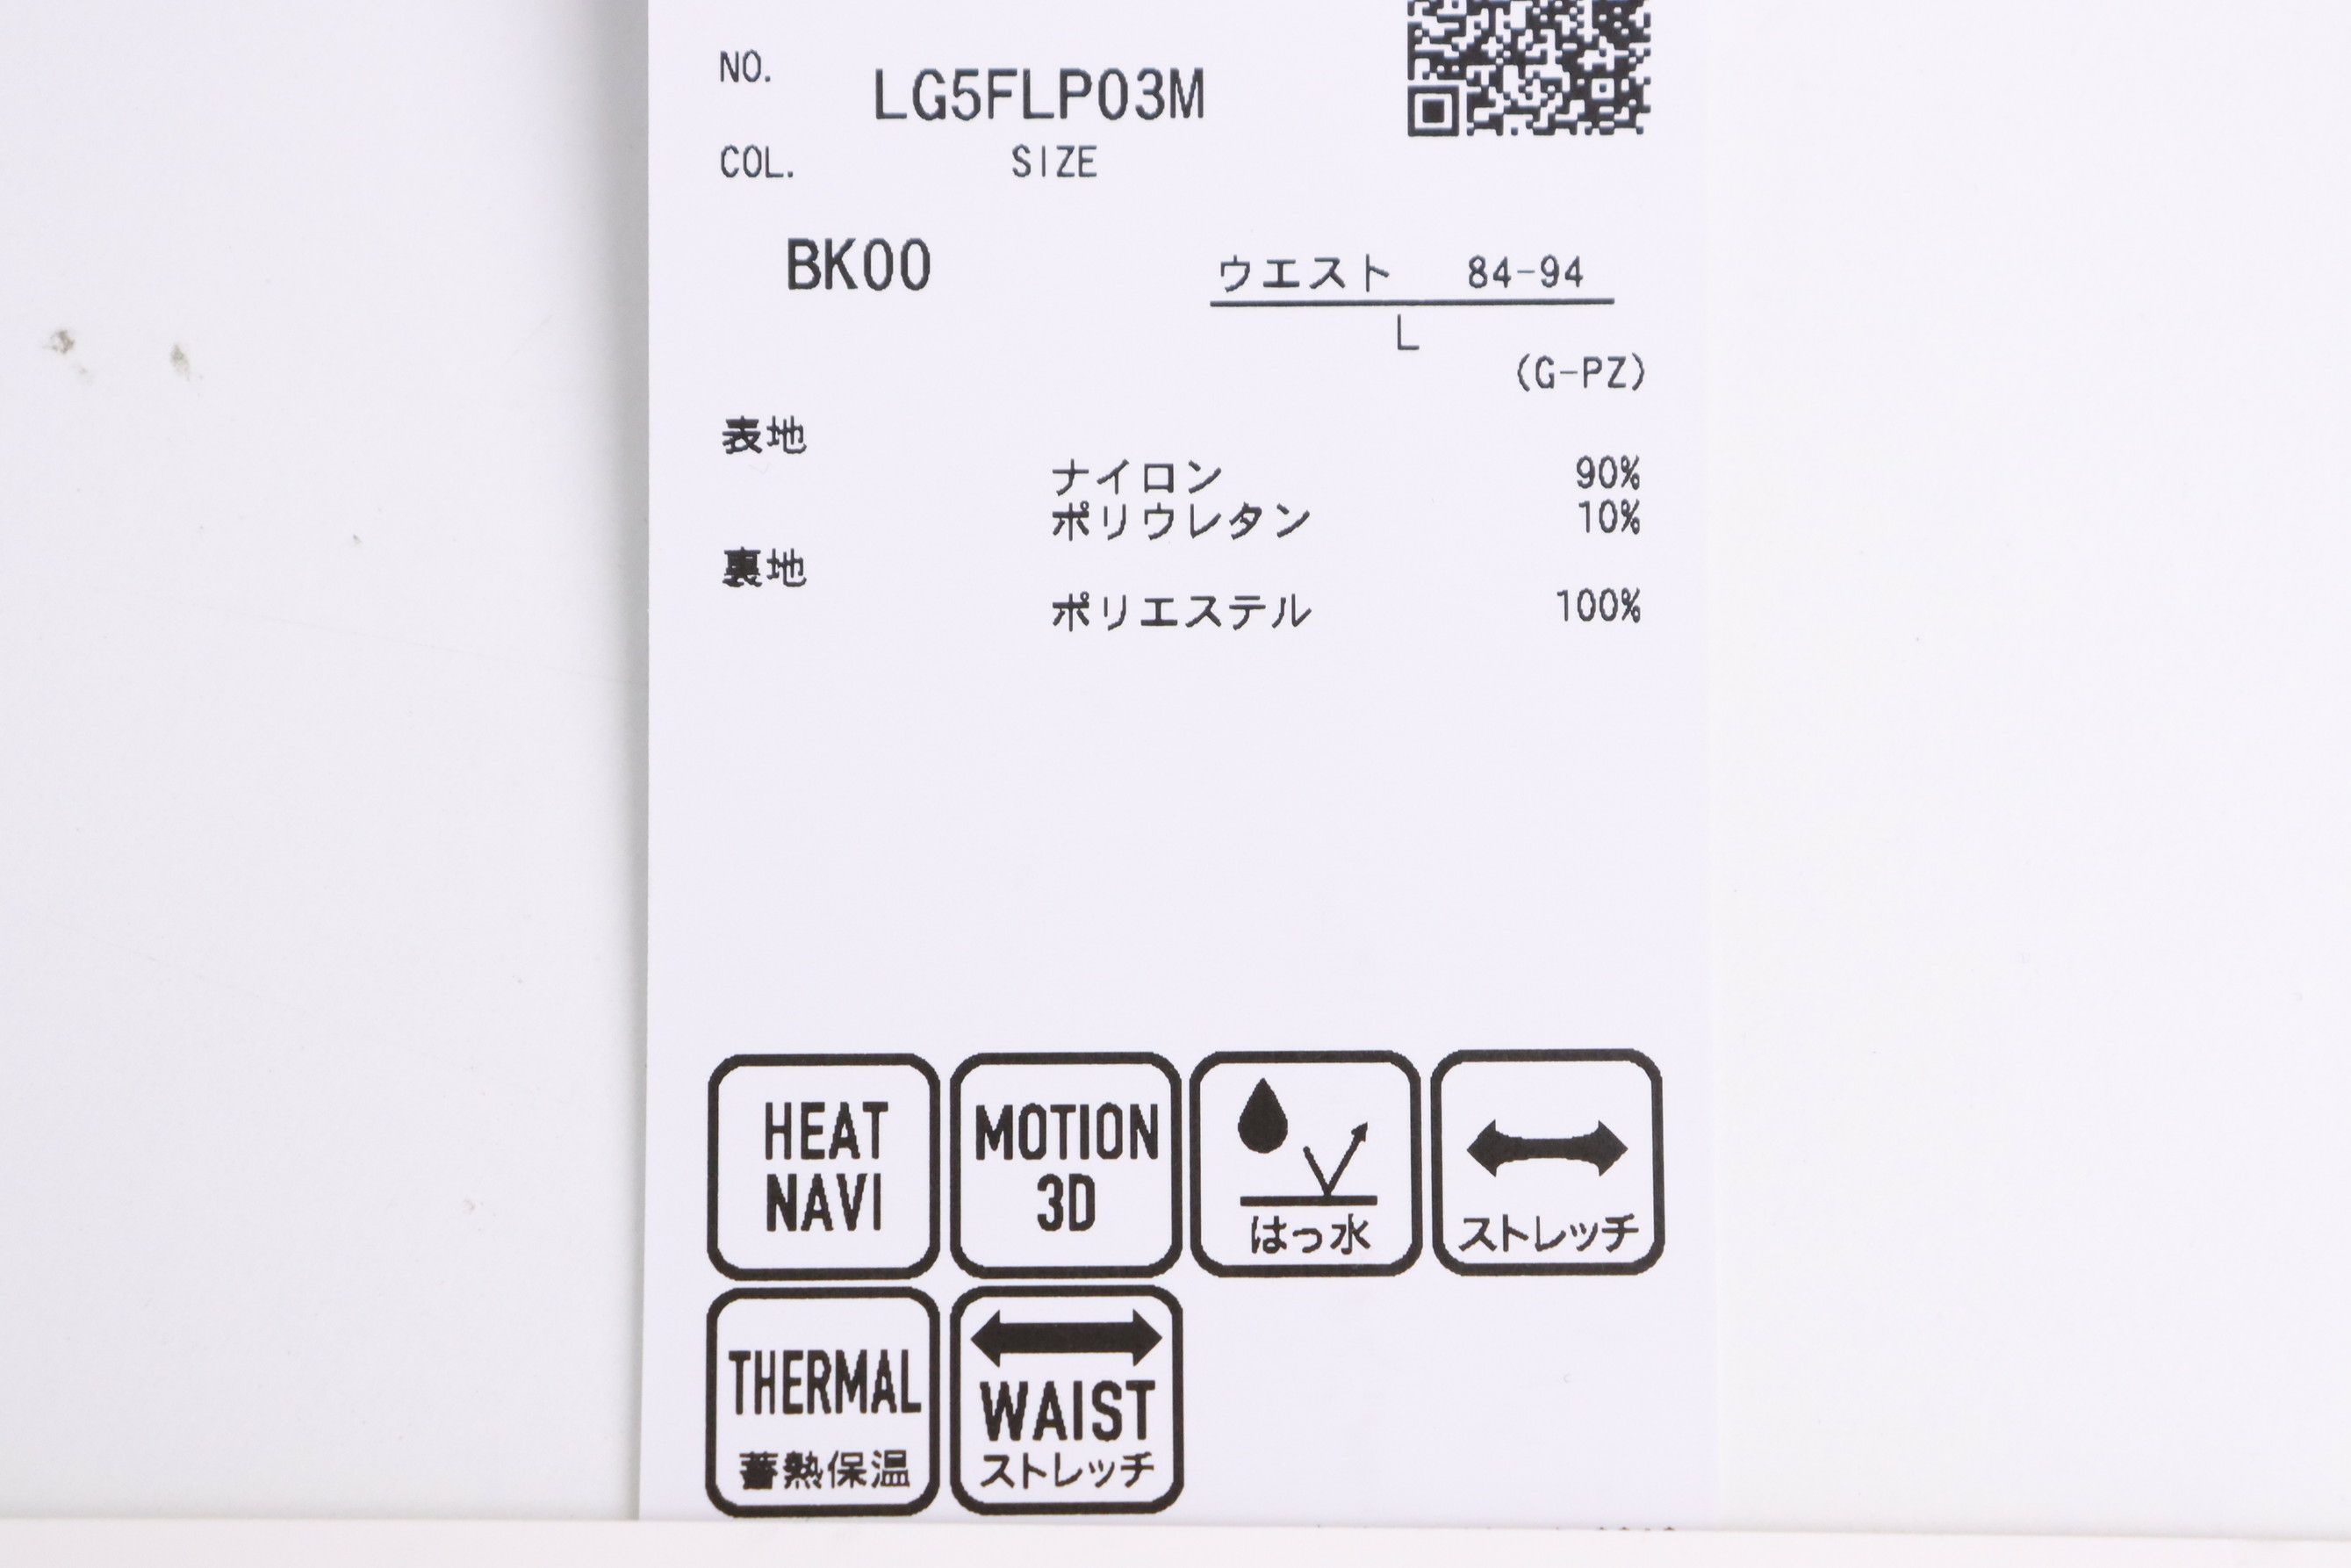 NO.
LG5FLP03M
COL. SIZE
BK00
ウエスト 84-94
L
(G-PZ)
表地
ナイロン 90%
ポリウレタン 10%
裏地
ポリエステル 100%
HEAT
NAVI
MOTION
3D
はっ水
ストレッチ
THERMAL
蓄熱保温
WAIST
ストレッチ